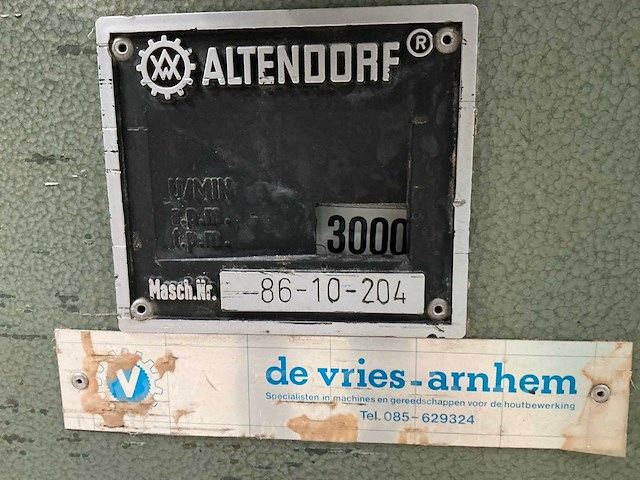 ALTENDORF®
U/MIN
r.p.m.
t.p.m.
3000
Masch.Nr. 86-10-204
V
de vries-arnhem
Specialisten in machines en gereedschappen voor de houtbewerking
Tel. 085-629324